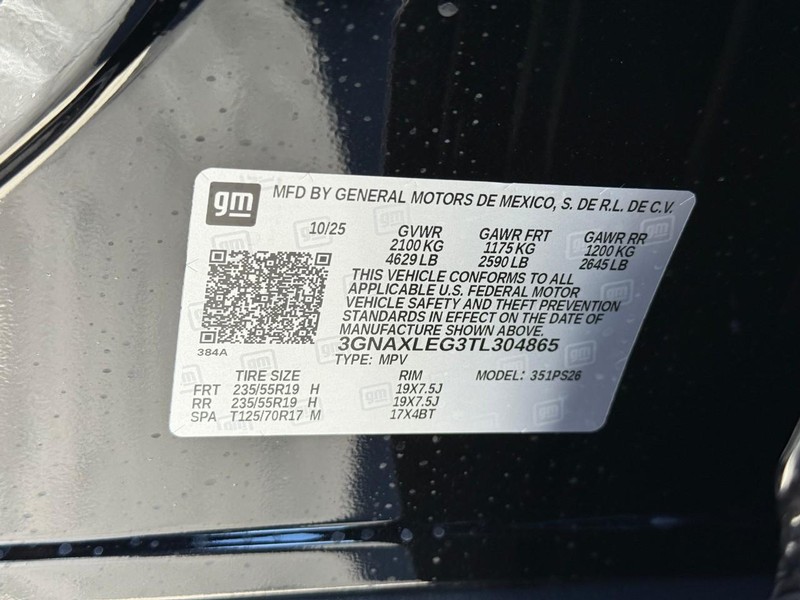 gm MFD BY GENERAL MOTORS DE MEXICO, S. DE R.L. DE C.V.
10/25 GVWR GAWR FRT GAWR RR
2100 KG 1175 KG 1200 KG
4629 LB 2590 LB 2645 LB
THIS VEHICLE CONFORMS TO ALL
APPLICABLE U.S. FEDERAL MOTOR
VEHICLE SAFETY AND THEFT PREVENTION
STANDARDS IN EFFECT ON THE DATE OF
MANUFACTURE SHOWN ABOVE.
384A 3GNAXLEG3TL304865
TYPE: MPV
TIRE SIZE RIM MODEL: 351PS26
FRT 235/55R19 H 19X7.5J
RR 235/55R19 H 19X7.5J
SPA T125/70R17 M 17X4BT